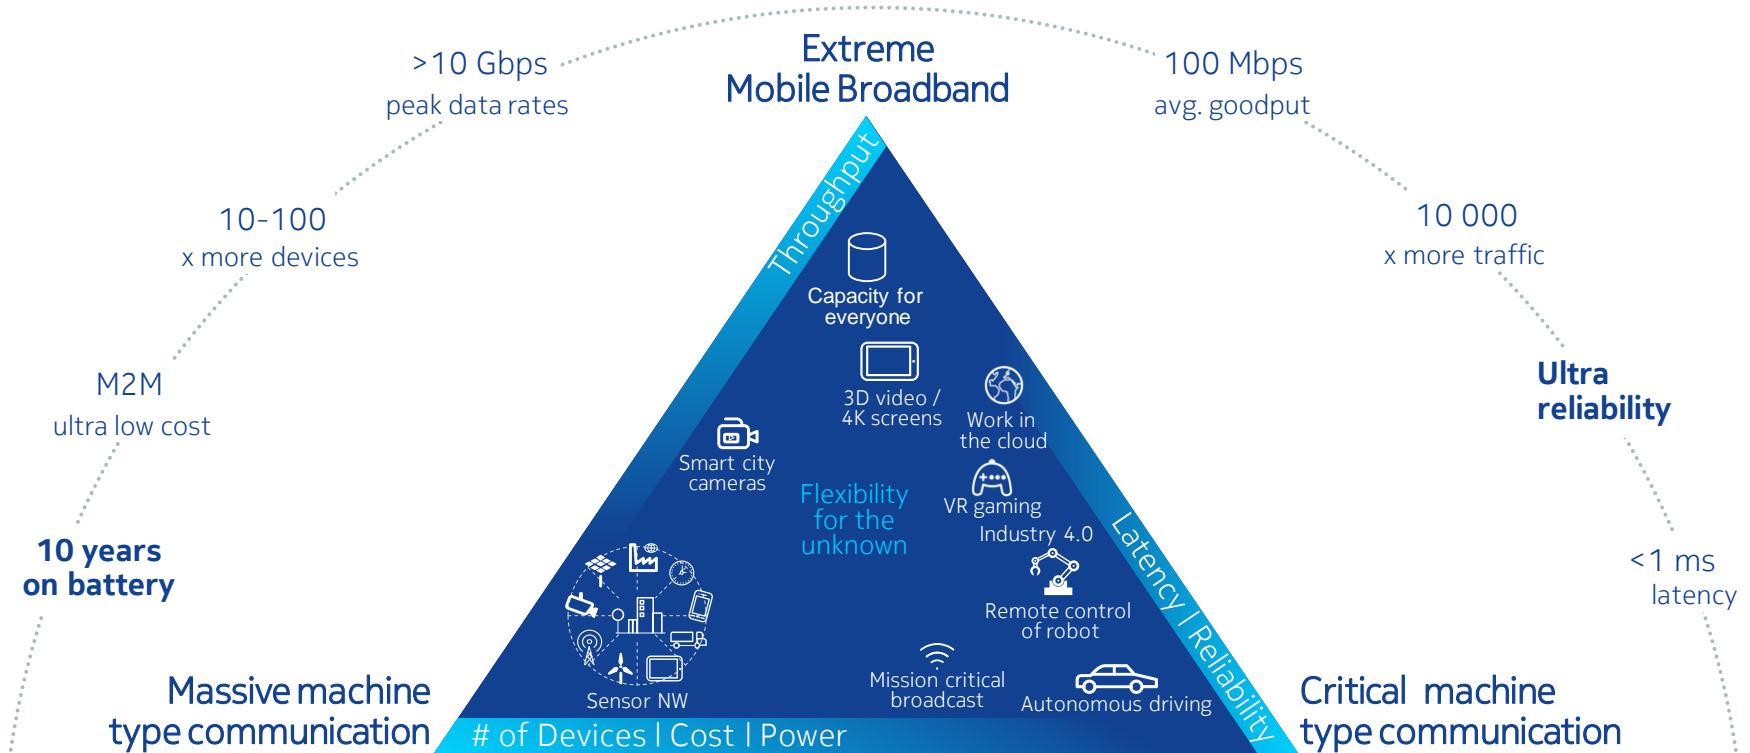 Extreme
Mobile Broadband
>10 Gbps
peak data rates
100 Mbps
avg. goodput
10-100
x more devices
10 000
x more traffic
M2M
ultra low cost
Ultra
reliability
10 years
on battery
<1 ms
latency
Throughput
Capacity for
everyone
3D video /
4K screens
Work in
the cloud
Smart city
cameras
Flexibility
for the
unknown
VR gaming
Industry 4.0
Remote control
of robot
Latency | Reliability
Mission critical
broadcast
Autonomous driving
Sensor NW
Massive machine
type communication
# of Devices | Cost | Power
Critical machine
type communication